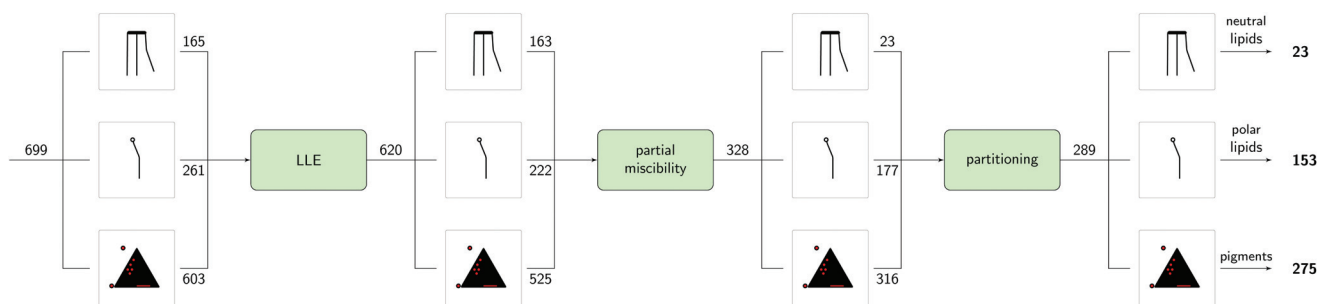 neutral
lipids
165
163
23
23
699
LLE
620
partial
miscibility
328
partitioning
289
polar
lipids
261
222
177
153
pigments
603
525
316
275